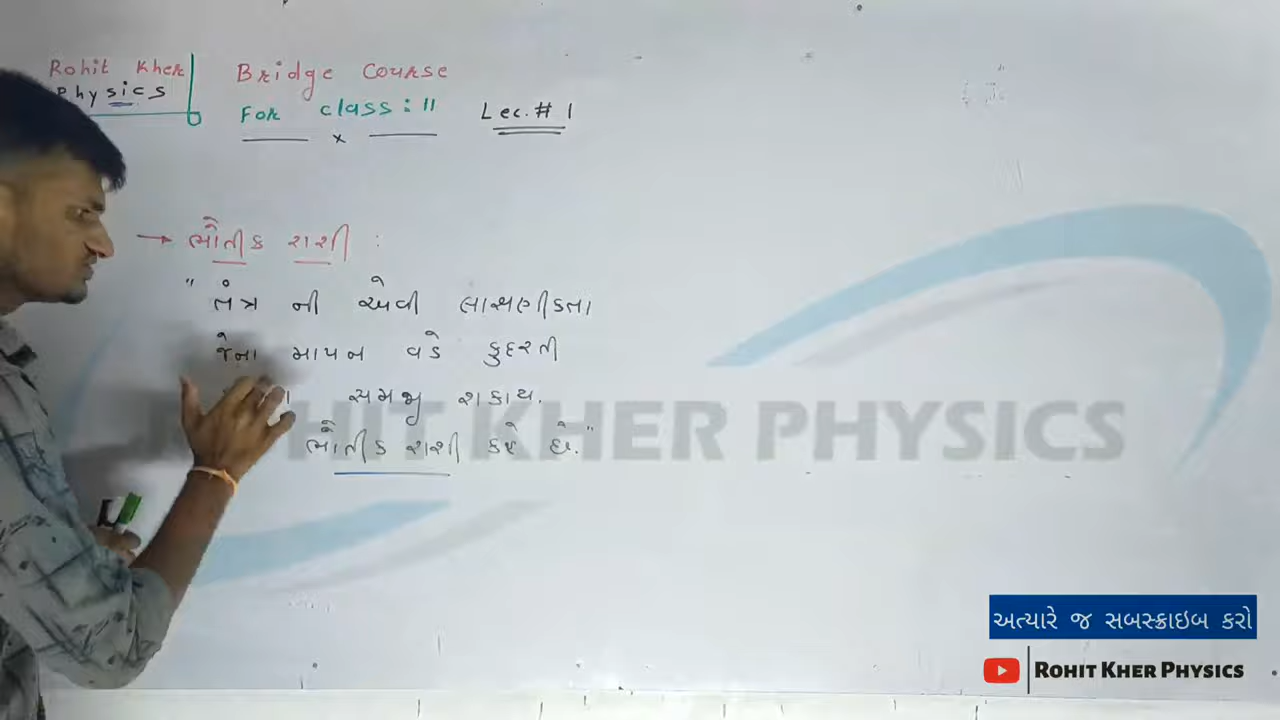 Rohit Kher
Physics
Bridge Course
For class: 11
Lec. # 1
→ ભૌતીક રાશી :
" તંત્ર ની એવી લાક્ષણીકતા
જેના માપન વડે કુદરતી
સમજી શકાય.
ભૌતીક રાશી કહે છે."
ROHIT KHER PHYSICS
અત્યારે જ સબસ્ક્રાઇબ કરો
ROHIT KHER PHYSICS